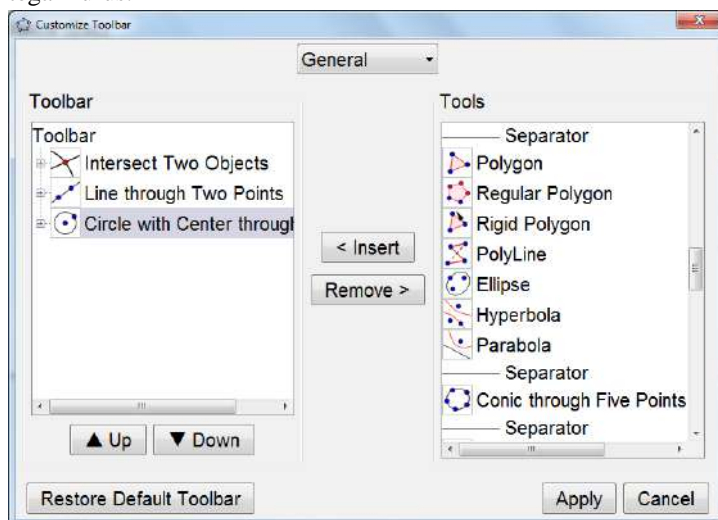 Customize Toolbar
General
Toolbar
Toolbar
Intersect Two Objects
Line through Two Points
Circle with Center through
▲ Up
▼ Down
< Insert
Remove >
Tools
Separator
Polygon
Regular Polygon
Rigid Polygon
PolyLine
Ellipse
Hyperbola
Parabola
Separator
Conic through Five Points
Separator
Restore Default Toolbar
Apply
Cancel